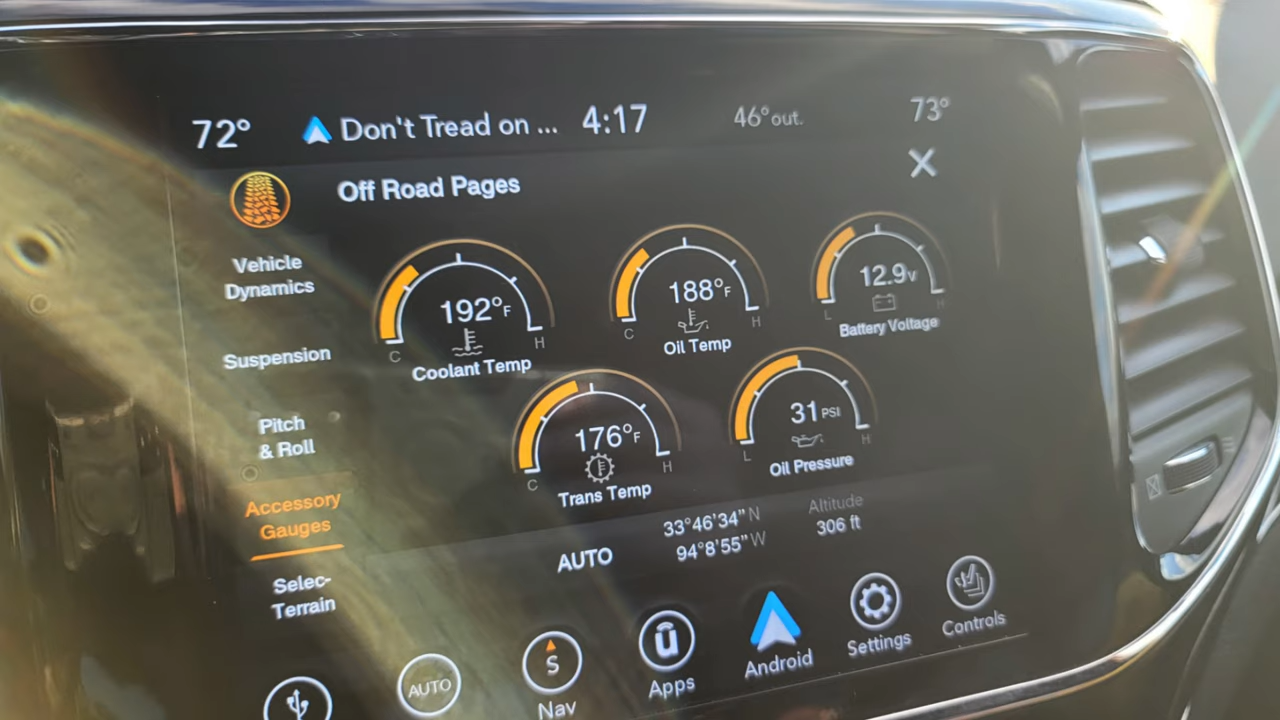 72° Don't Tread on ... 4:17 46° out. 73°
Off Road Pages X
Vehicle
Dynamics
Suspension
Pitch
& Roll
Accessory
Gauges
Selec-
Terrain
192°F
C H
Coolant Temp
188°F
C H
Oil Temp
12.9v
L H
Battery Voltage
176°F
C H
Trans Temp
31 PSI
L H
Oil Pressure
AUTO
33°46'34" N
94°8'55" W
Altitude
306 ft
AUTO
S
Nav
Apps
Android
Settings
Controls